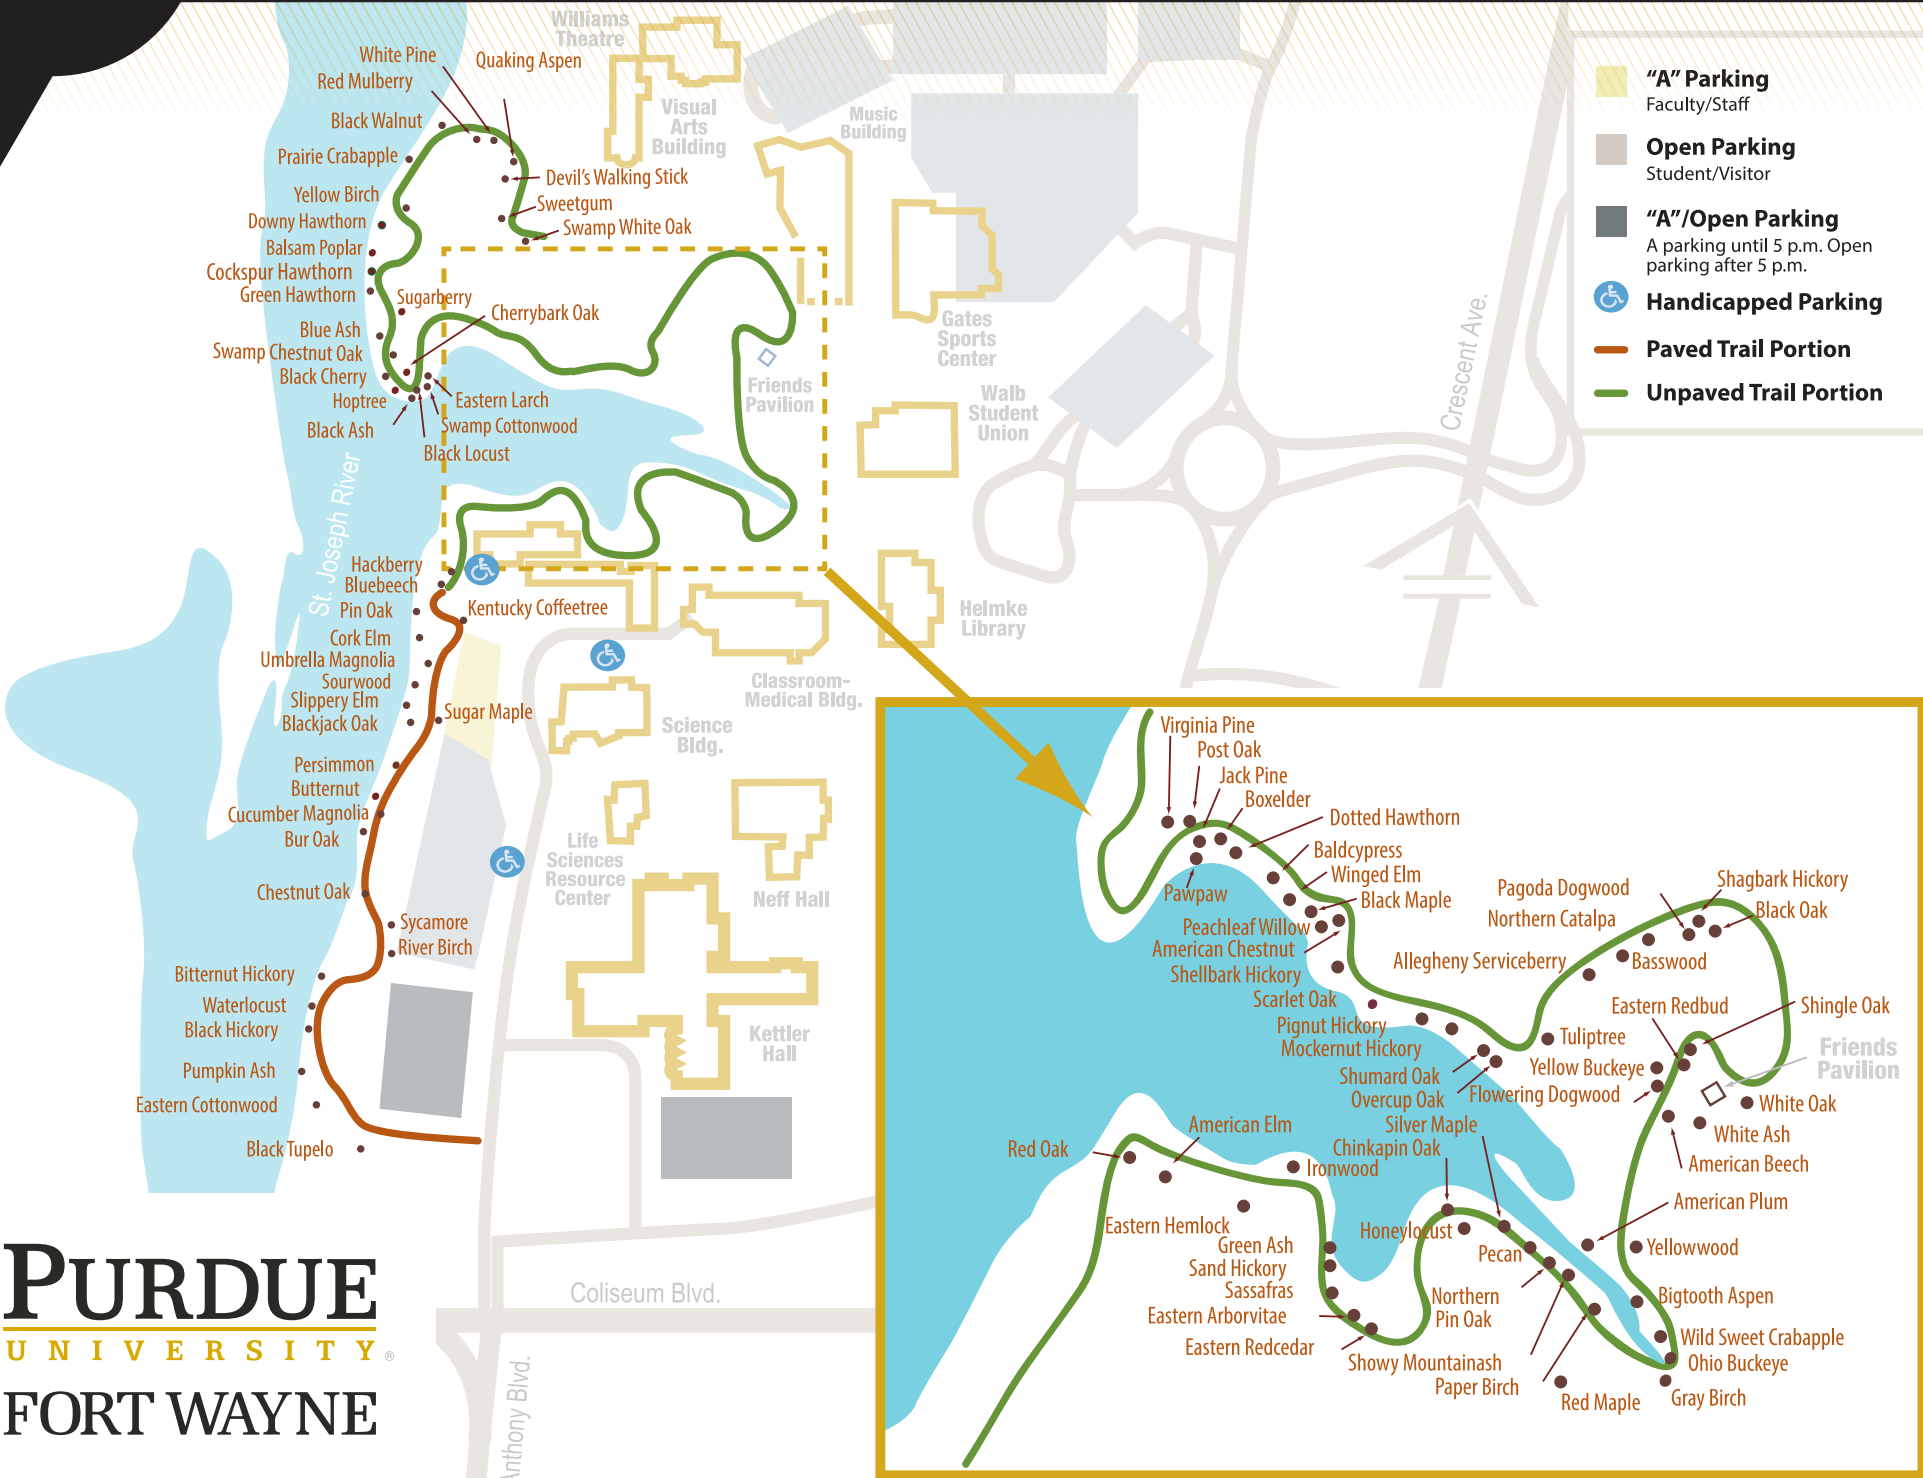 Williams
Theatre
White Pine
Quaking Aspen
Red Mulberry
Black Walnut
Prairie Crabapple
Yellow Birch
Downy Hawthorn
Balsam Poplar
Cockspur Hawthorn
Green Hawthorn
Sugarberry
Cherrybark Oak
Blue Ash
Swamp Chestnut Oak
Black Cherry
Hoptree
Black Ash
Eastern Larch
Swamp Cottonwood
Black Locust
Devil's Walking Stick
Sweetgum
Swamp White Oak
Visual
Arts
Building
Music
Building
Gates
Sports
Center
Friends
Pavilion
Walb
Student
Union
Crescent Ave.
"A" Parking
Faculty/Staff
Open Parking
Student/Visitor
"A"/Open Parking
A parking until 5 p.m. Open
parking after 5 p.m.
Handicapped Parking
Paved Trail Portion
Unpaved Trail Portion
St. Joseph River
Hackberry
Bluebeech
Pin Oak
Kentucky Coffeetree
Cork Elm
Umbrella Magnolia
Sourwood
Slippery Elm
Blackjack Oak
Sugar Maple
Persimmon
Butternut
Cucumber Magnolia
Bur Oak
Chestnut Oak
Sycamore
River Birch
Bitternut Hickory
Waterlocust
Black Hickory
Pumpkin Ash
Eastern Cottonwood
Black Tupelo
Helmke
Library
Classroom-
Medical Bldg.
Science
Bldg.
Life
Sciences
Resource
Center
Neff Hall
Kettler
Hall
Coliseum Blvd.
Anthony Blvd.
Virginia Pine
Post Oak
Jack Pine
Boxelder
Dotted Hawthorn
Baldcypress
Winged Elm
Black Maple
Pawpaw
Peachleaf Willow
American Chestnut
Shellbark Hickory
Scarlet Oak
Pignut Hickory
Mockernut Hickory
Shumard Oak
Overcup Oak
Pagoda Dogwood
Shagbark Hickory
Northern Catalpa
Black Oak
Allegheny Serviceberry
Basswood
Eastern Redbud
Shingle Oak
Tuliptree
Yellow Buckeye
Flowering Dogwood
Friends
Pavilion
White Oak
White Ash
American Beech
American Plum
Silver Maple
Chinkapin Oak
American Elm
Red Oak
Ironwood
Eastern Hemlock
Green Ash
Sand Hickory
Sassafras
Eastern Arborvitae
Eastern Redcedar
Honeylocust
Pecan
Northern
Pin Oak
Showy Mountainash
Paper Birch
Yellowwood
Bigtooth Aspen
Wild Sweet Crabapple
Ohio Buckeye
Gray Birch
Red Maple
PURDUE
UNIVERSITY®
FORT WAYNE